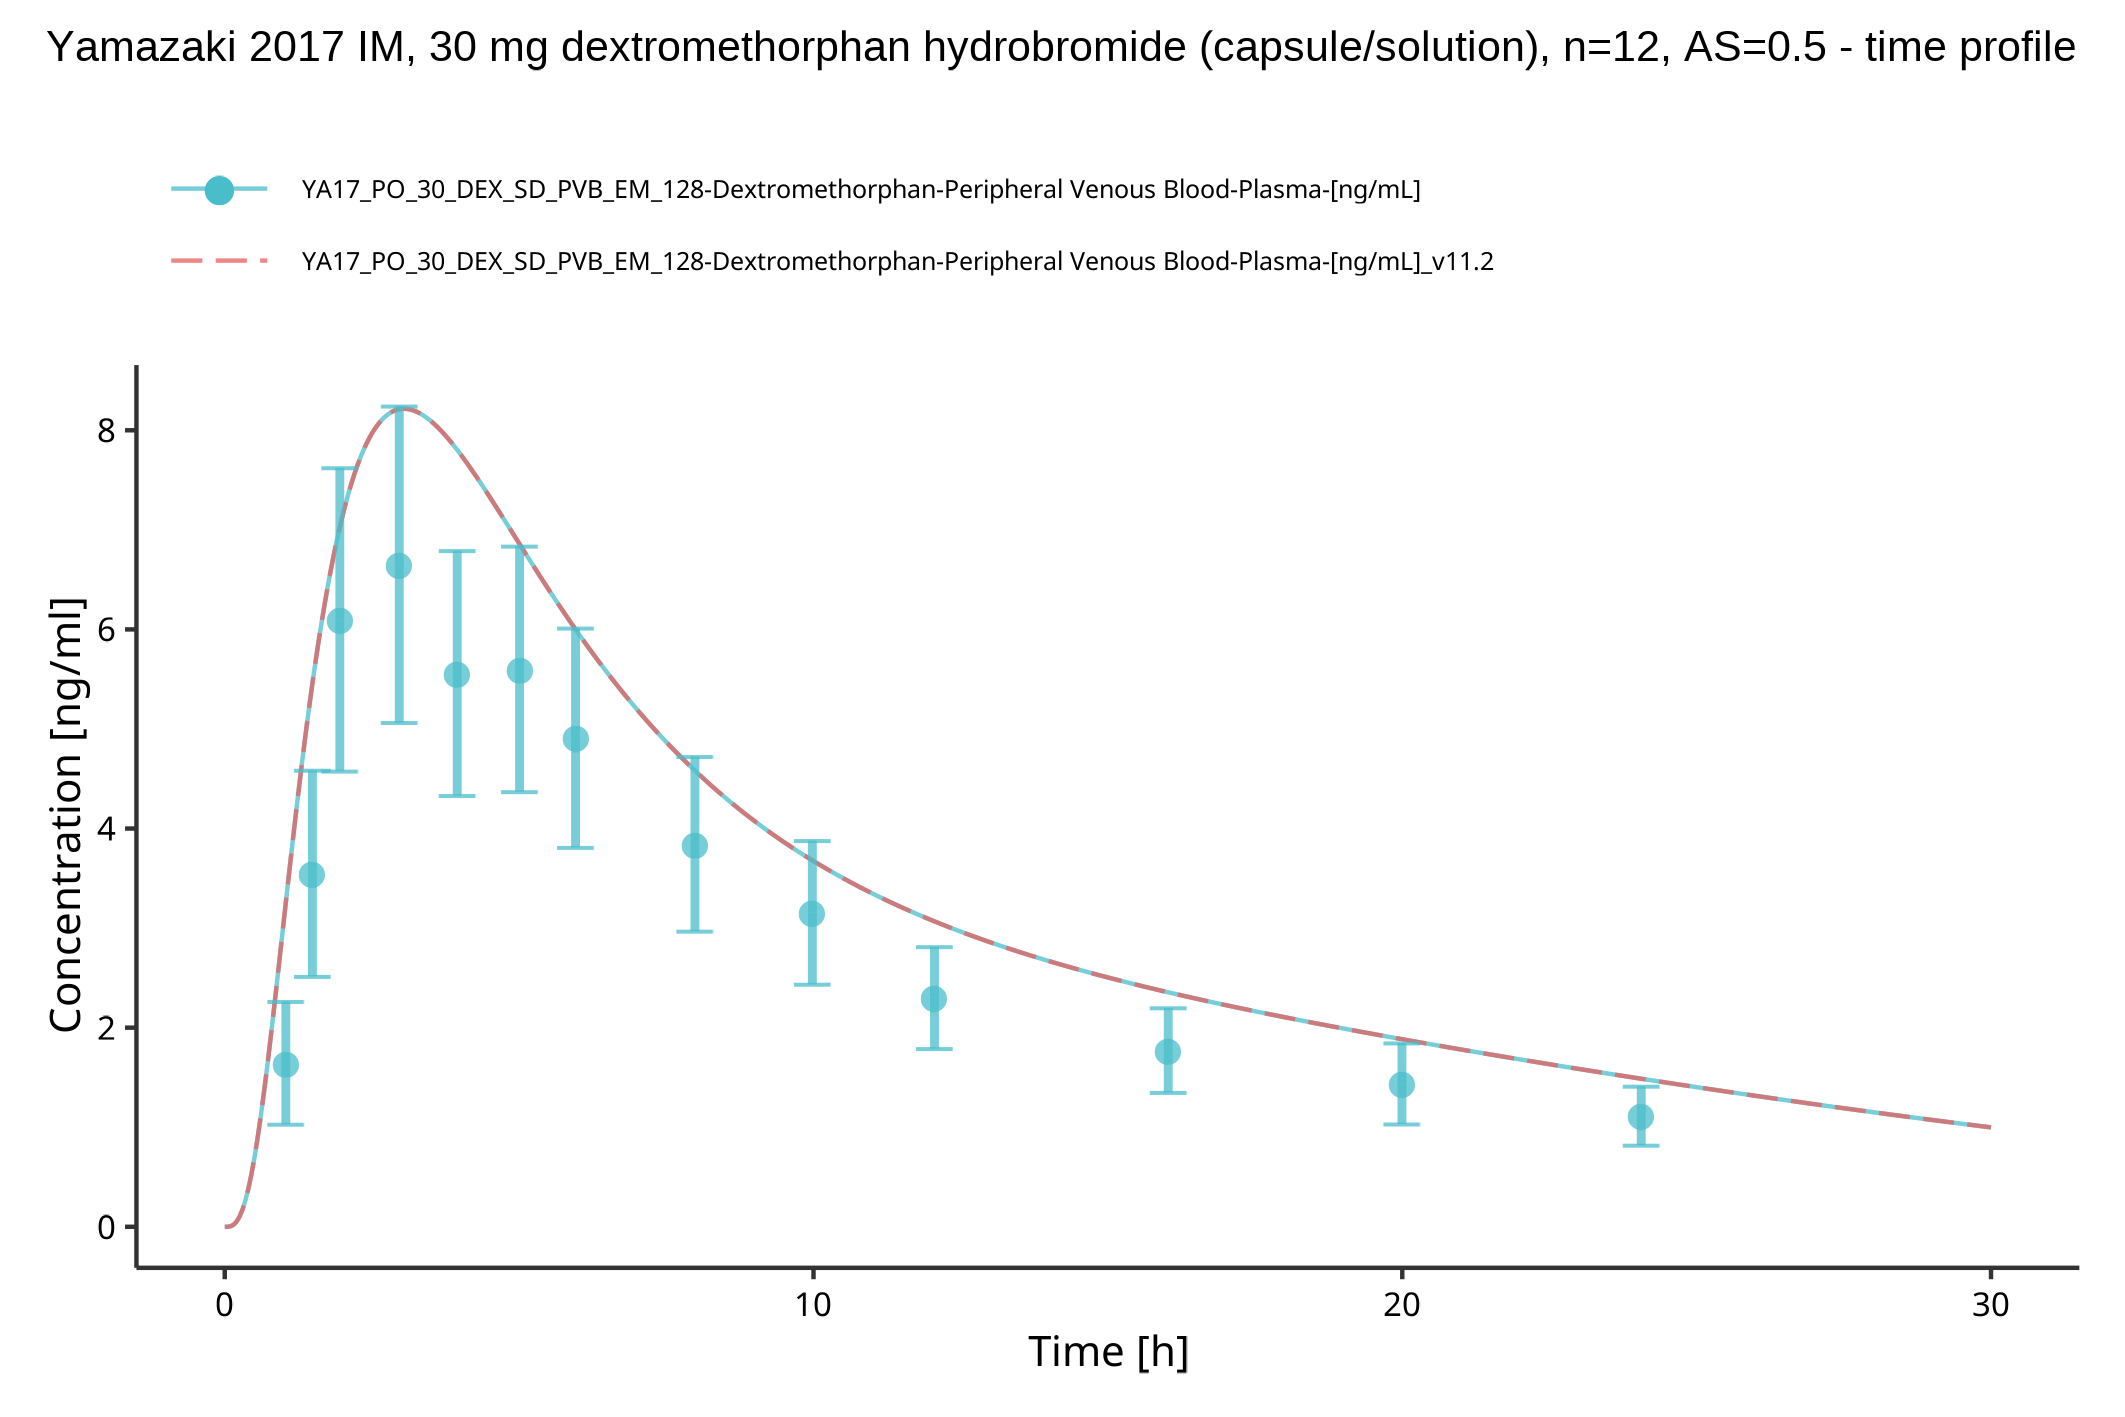 Yamazaki 2017 IM, 30 mg dextromethorphan hydrobromide (capsule/solution), n=12, AS=0.5 - time profile
YA17_PO_30_DEX_SD_PVB_EM_128-Dextromethorphan-Peripheral Venous Blood-Plasma-[ng/mL]
YA17_PO_30_DEX_SD_PVB_EM_128-Dextromethorphan-Peripheral Venous Blood-Plasma-[ng/mL]_v11.2
Concentration [ng/ml]
8
6
4
2
0
0 10 20 30
Time [h]